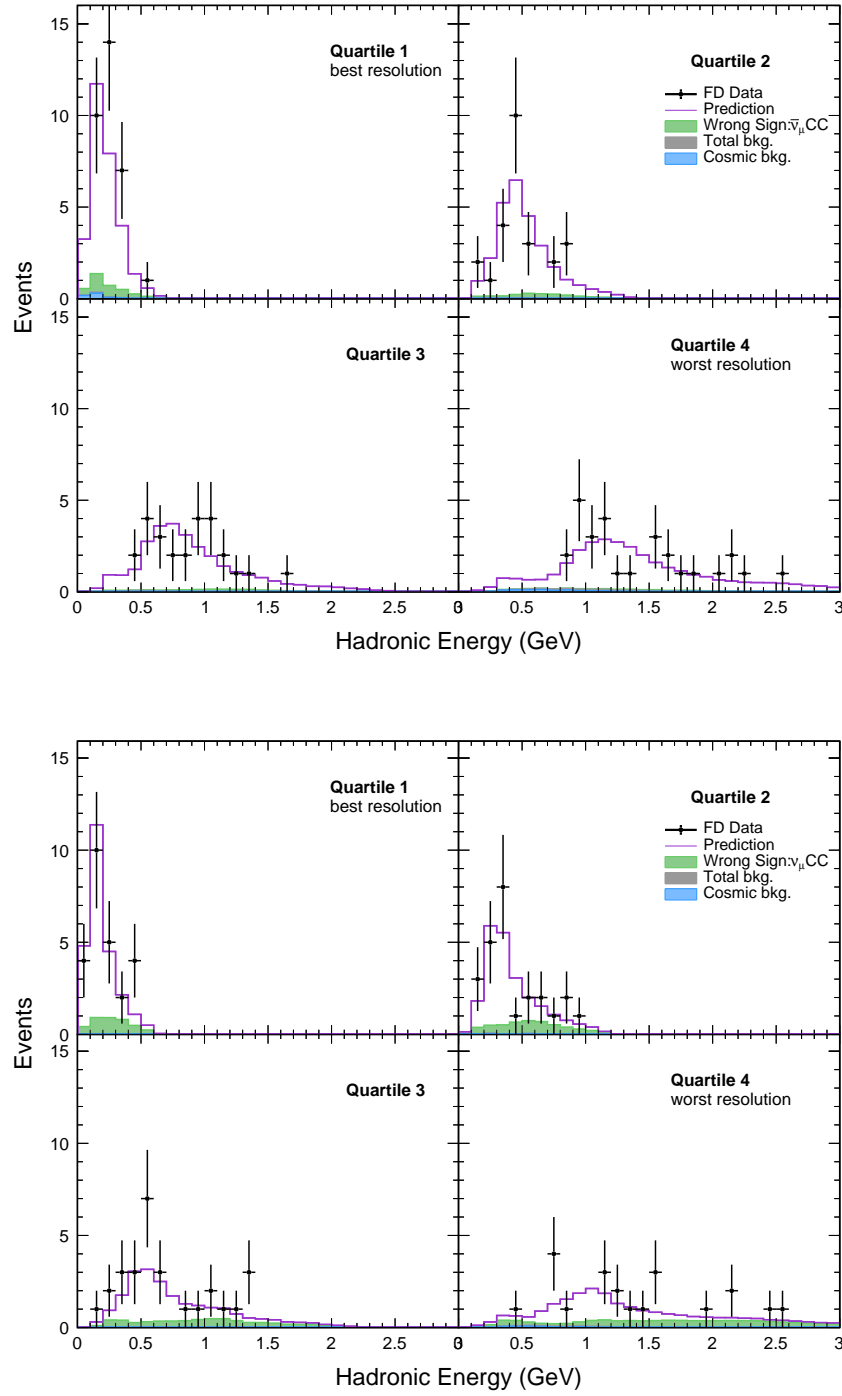 15
10
5
0
Events
Quartile 1
best resolution
Quartile 2
FD Data
Prediction
Wrong Sign:ν̅μCC
Total bkg.
Cosmic bkg.
15
10
5
0
Quartile 3
Quartile 4
worst resolution
0.5 1 1.5 2 2.5 3
0 0.5 1 1.5 2 2.5 3
Hadronic Energy (GeV)
15
10
5
0
Events
Quartile 1
best resolution
Quartile 2
FD Data
Prediction
Wrong Sign:νμCC
Total bkg.
Cosmic bkg.
15
10
5
0
Quartile 3
Quartile 4
worst resolution
0.5 1 1.5 2 2.5 3
0 0.5 1 1.5 2 2.5 3
Hadronic Energy (GeV)